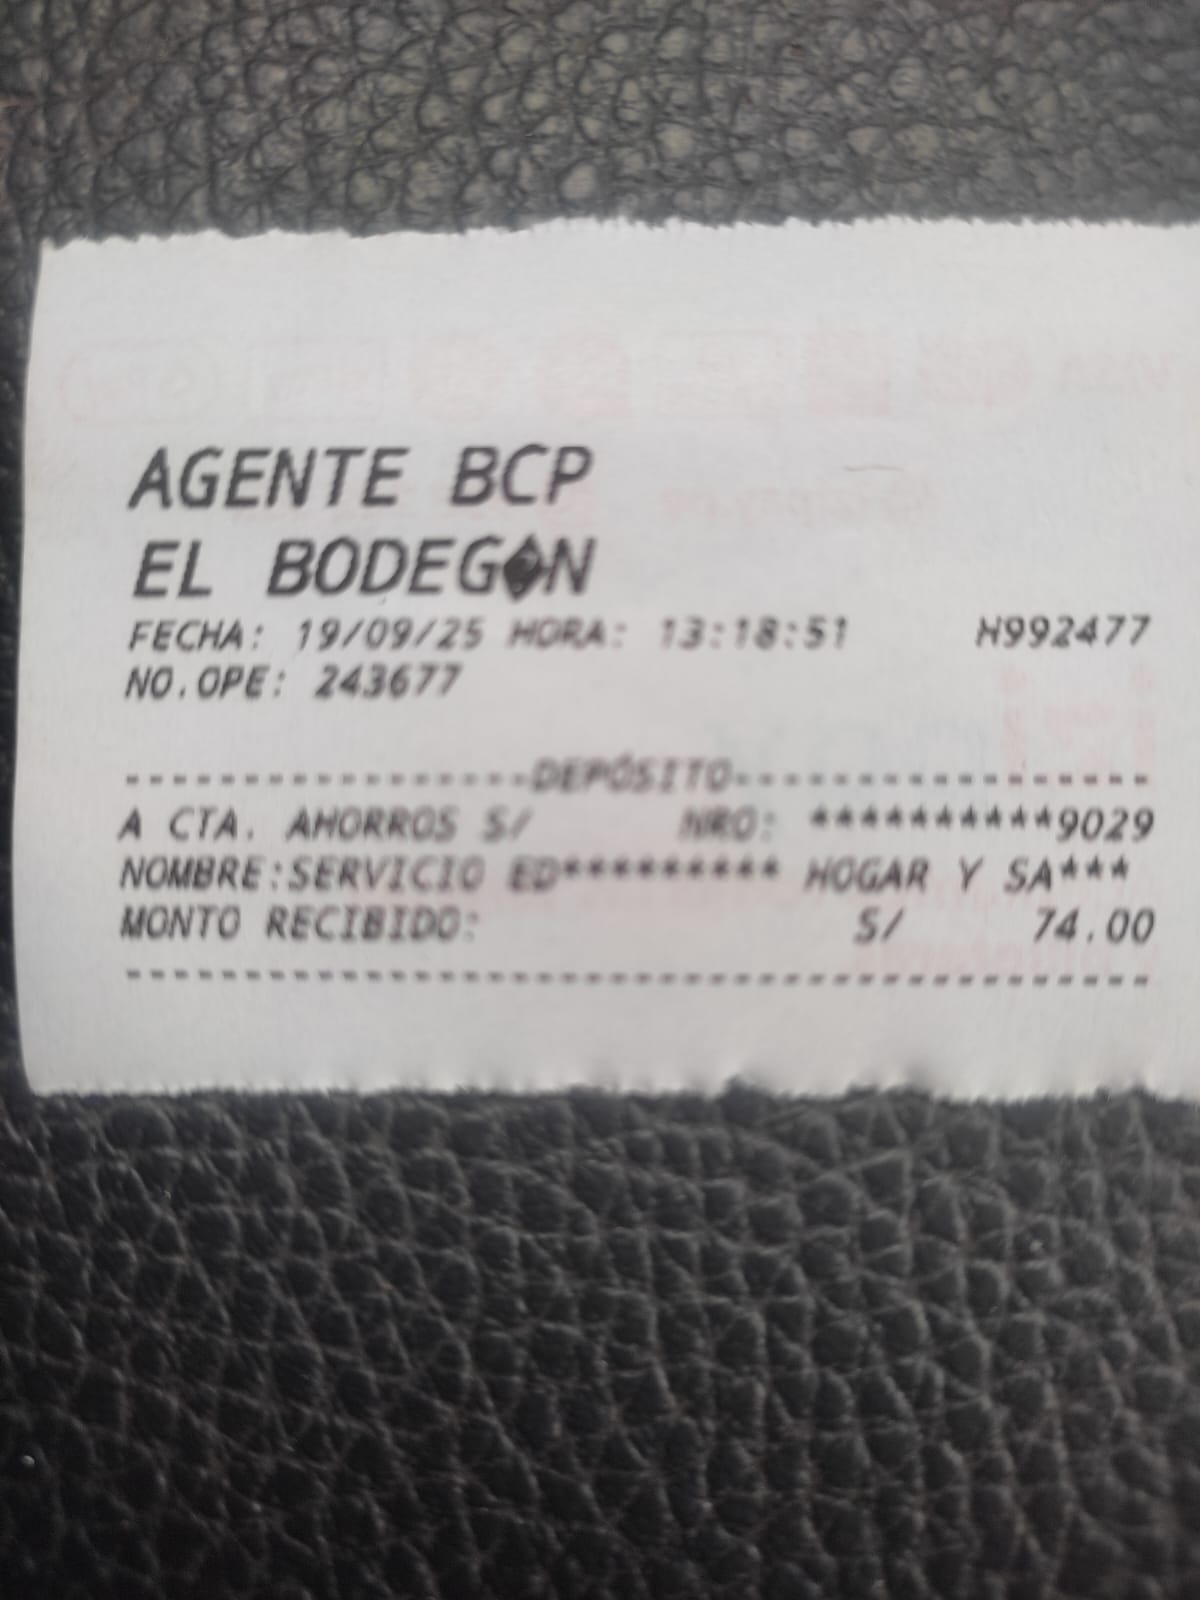 AGENTE BCP
EL BODEG�N
FECHA: 19/09/25 HORA: 13:18:51 H992477
NO.OPE: 243677
-----------------DEPÓSITO------------------
A CTA. AHORROS S/ NRO: **********9029
NOMBRE:SERVICIO ED********* HOGAR Y SA***
MONTO RECIBIDO: S/ 74.00
-------------------------------------------